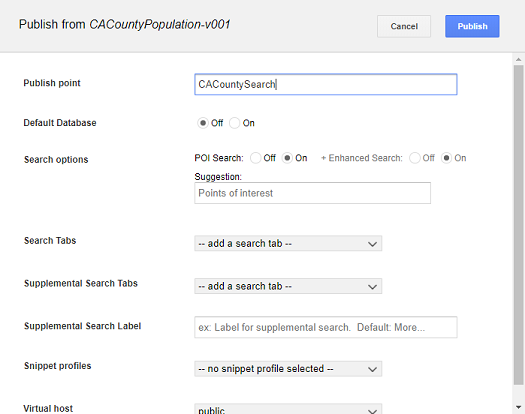 Publish from CACountyPopulation-v001
Cancel
Publish
Publish point
CACountySearch
Default Database
Off
On
Search options
POI Search: Off On + Enhanced Search: Off On
Suggestion:
Points of interest
Search Tabs
-- add a search tab --
Supplemental Search Tabs
-- add a search tab --
Supplemental Search Label
ex: Label for supplemental search. Default: More...
Snippet profiles
-- no snippet profile selected --
Virtual host
public